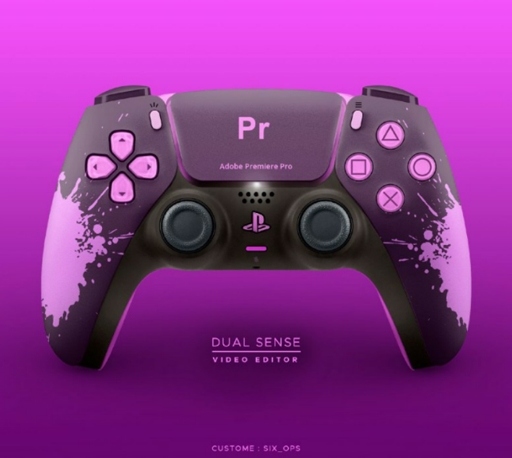 Pr
Adobe Premiere Pro
DUAL SENSE
VIDEO EDITOR
CUSTOME : SIX_OPS